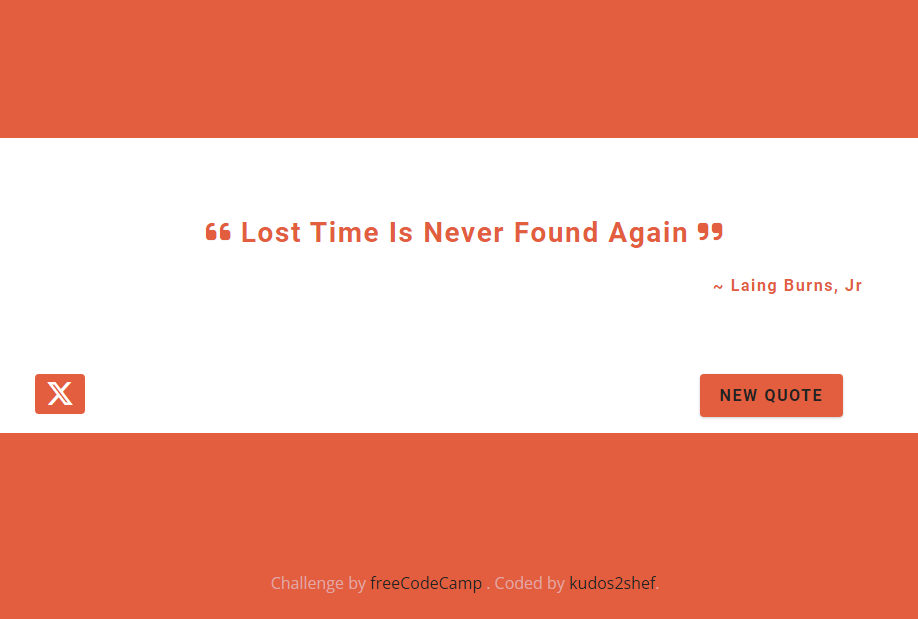 ❝ Lost Time Is Never Found Again ❞
~ Laing Burns, Jr
𝕏
NEW QUOTE
Challenge by freeCodeCamp . Coded by kudos2shef.